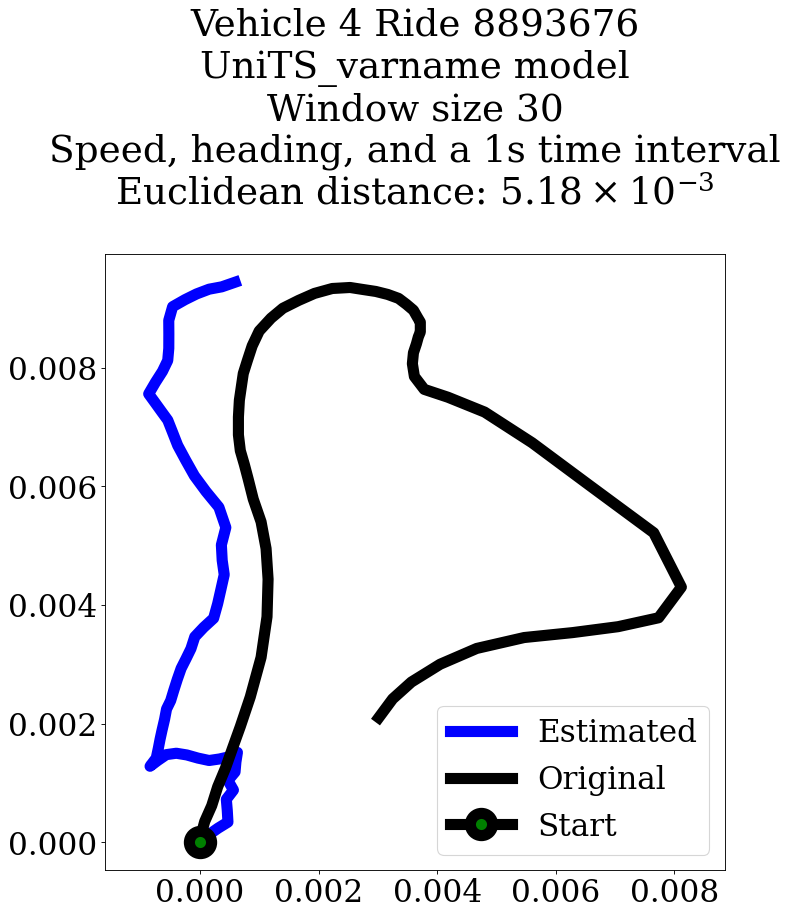 Vehicle 4 Ride 8893676
UniTS_varname model
Window size 30
Speed, heading, and a 1s time interval
Euclidean distance: 5.18 × 10⁻³
0.008
0.006
0.004
0.002
0.000
Estimated
Original
Start
0.000 0.002 0.004 0.006 0.008